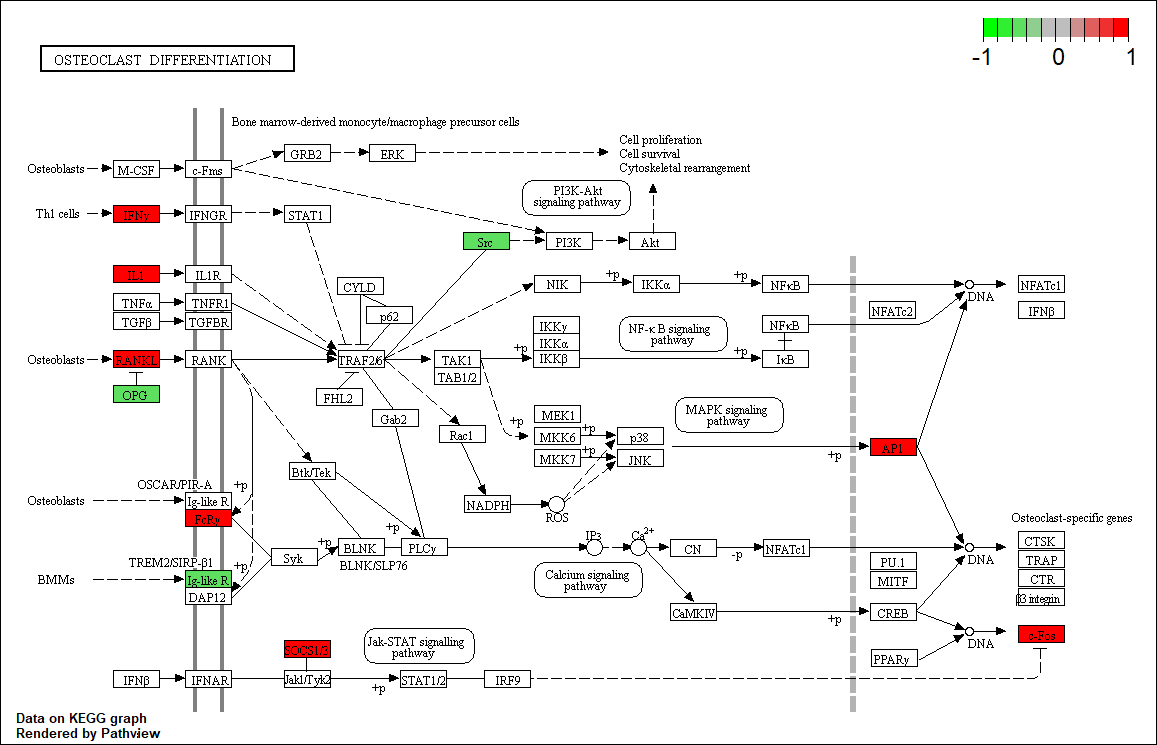 OSTEOCLAST DIFFERENTIATION
-1 0 1
Bone marrow-derived monocyte/macrophage precursor cells
Osteoblasts M-CSF c-Fms GRB2 ERK
Cell proliferation
Cell survival
Cytoskeletal rearrangement
PI3K-Akt
signaling pathway
Th1 cells IFNγ IFNGR STAT1
Src PI3K Akt
IL1 IL1R
CYLD
p62
NIK +p IKKα +p NFκB
DNA
NFATc1
IFNβ
TNFα TNFR1
TGFβ TGFBR
IKKγ
IKKα
IKKβ
NF-κ B signaling
pathway
NFκB
IκB
NFATc2
Osteoblasts RANKL RANK TRAF2/6 TAK1 +p +p
TAB1/2
OPG
FHL2
Gab2
Rac1
+p
MEK1
MKK6 +p p38
MKK7 +p JNK
MAPK signaling
pathway
+p
AP1
Btk/Tek
NADPH
ROS
OSCAR/PIR-A +p
Osteoblasts Ig-like R
FcRγ
Syk +p BLNK +p PLCγ
BLNK/SLP76
IP3 Ca2+ CN -p NFATc1
DNA
Osteoclast-specific genes
CTSK
TRAP
CTR
β3 integrin
PU.1
MITF
TREM2/SIRP-β1 +p
BMMs Ig-like R
DAP12
Calcium signaling
pathway
CaMKIV +p CREB
DNA
c-Fos
PPARγ
SOCS1/3
Jak-STAT signalling
pathway
IFNβ IFNAR Jak1/Tyk2 +p STAT1/2 IRF9
Data on KEGG graph
Rendered by Pathview